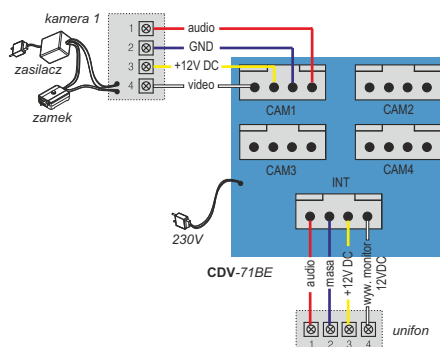 kamera 1
1 audio
2 GND
3 +12V DC
4 video
zasilacz
zamek
CAM1
CAM2
CAM3
CAM4
INT
230V
CDV-71BE
audio
masa
+12V DC
wyw. monitor
12VDC
unifon
1 2 3 4